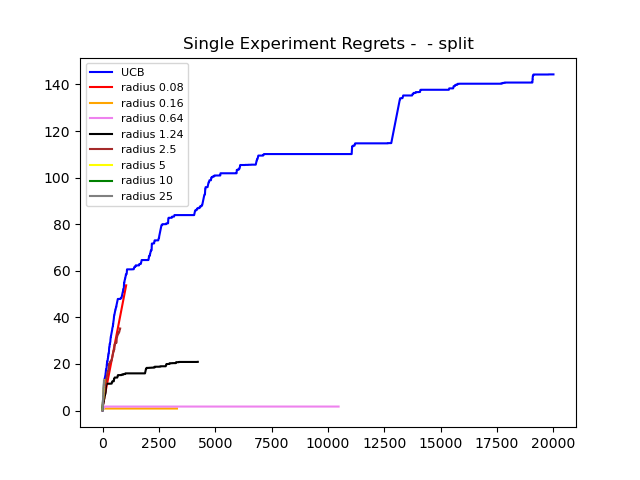 Single Experiment Regrets -  - split
UCB
radius 0.08
radius 0.16
radius 0.64
radius 1.24
radius 2.5
radius 5
radius 10
radius 25
140
120
100
80
60
40
20
0
0 2500 5000 7500 10000 12500 15000 17500 20000